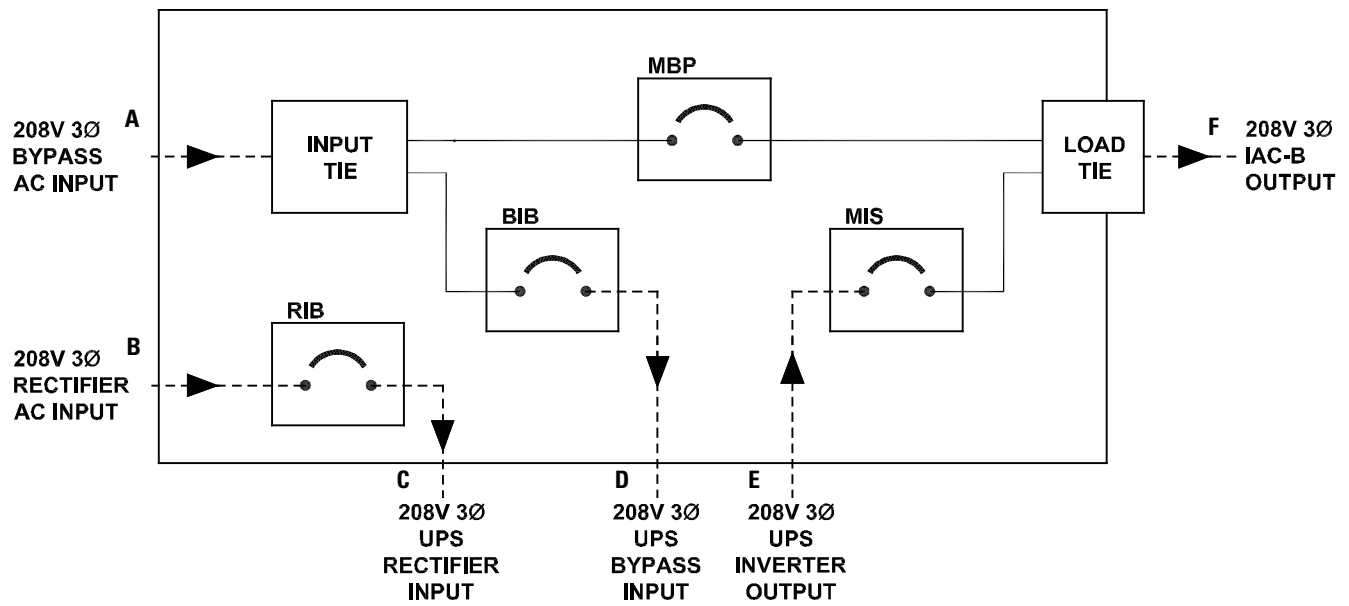 MBP
A
208V 3Ø
BYPASS
AC INPUT
INPUT
TIE
LOAD
TIE
F
208V 3Ø
IAC-B
OUTPUT
BIB
MIS
RIB
B
208V 3Ø
RECTIFIER
AC INPUT
C
208V 3Ø
UPS
RECTIFIER
INPUT
D
208V 3Ø
UPS
BYPASS
INPUT
E
208V 3Ø
UPS
INVERTER
OUTPUT